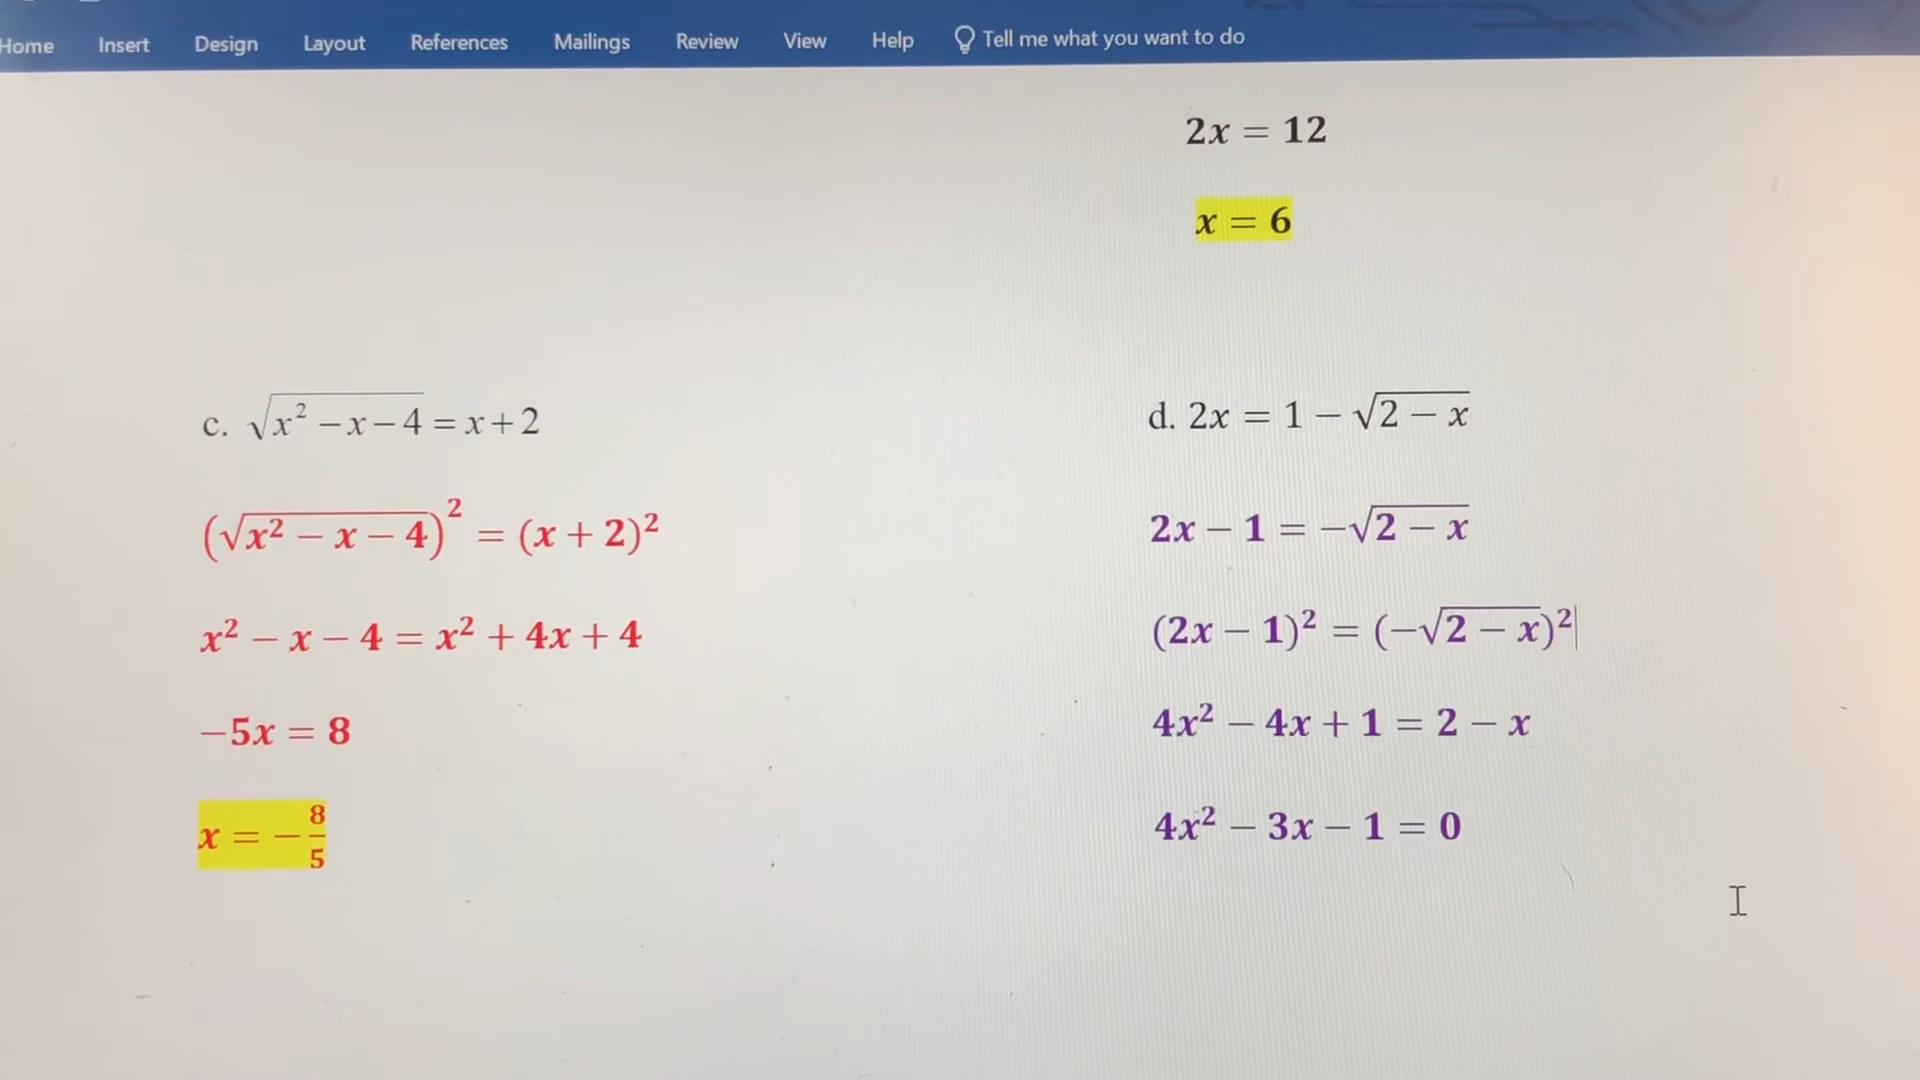 Home Insert Design Layout References Mailings Review View Help Tell me what you want to do
2x = 12
x = 6
c. √(x² − x − 4) = x + 2
(√(x² − x − 4))² = (x + 2)²
x² − x − 4 = x² + 4x + 4
−5x = 8
x = −8/5
d. 2x = 1 − √(2 − x)
2x − 1 = −√(2 − x)
(2x − 1)² = (−√(2 − x))²
4x² − 4x + 1 = 2 − x
4x² − 3x − 1 = 0